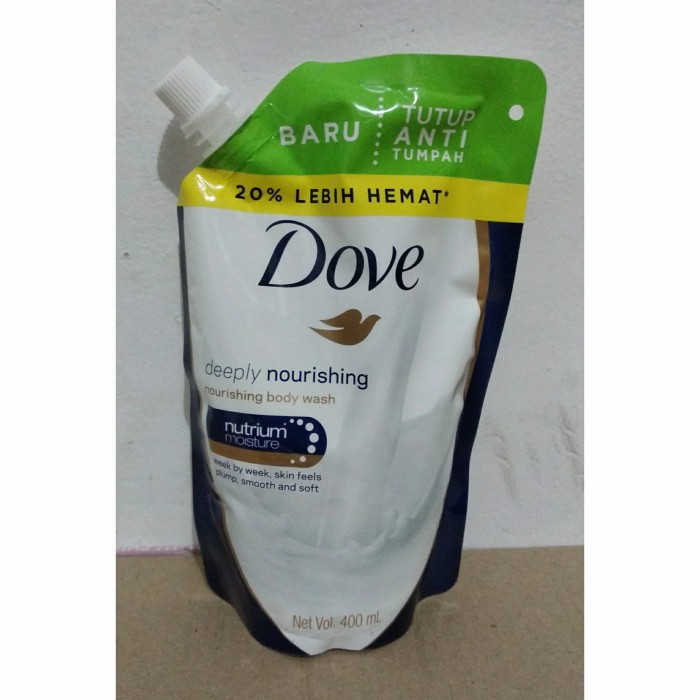 BARU
TUTUP
ANTI
TUMPAH
20% LEBIH HEMAT*
Dove
deeply nourishing
nourishing body wash
nutrium
moisture
week by week, skin feels
plump, smooth and soft
Net Vol. 400 mL